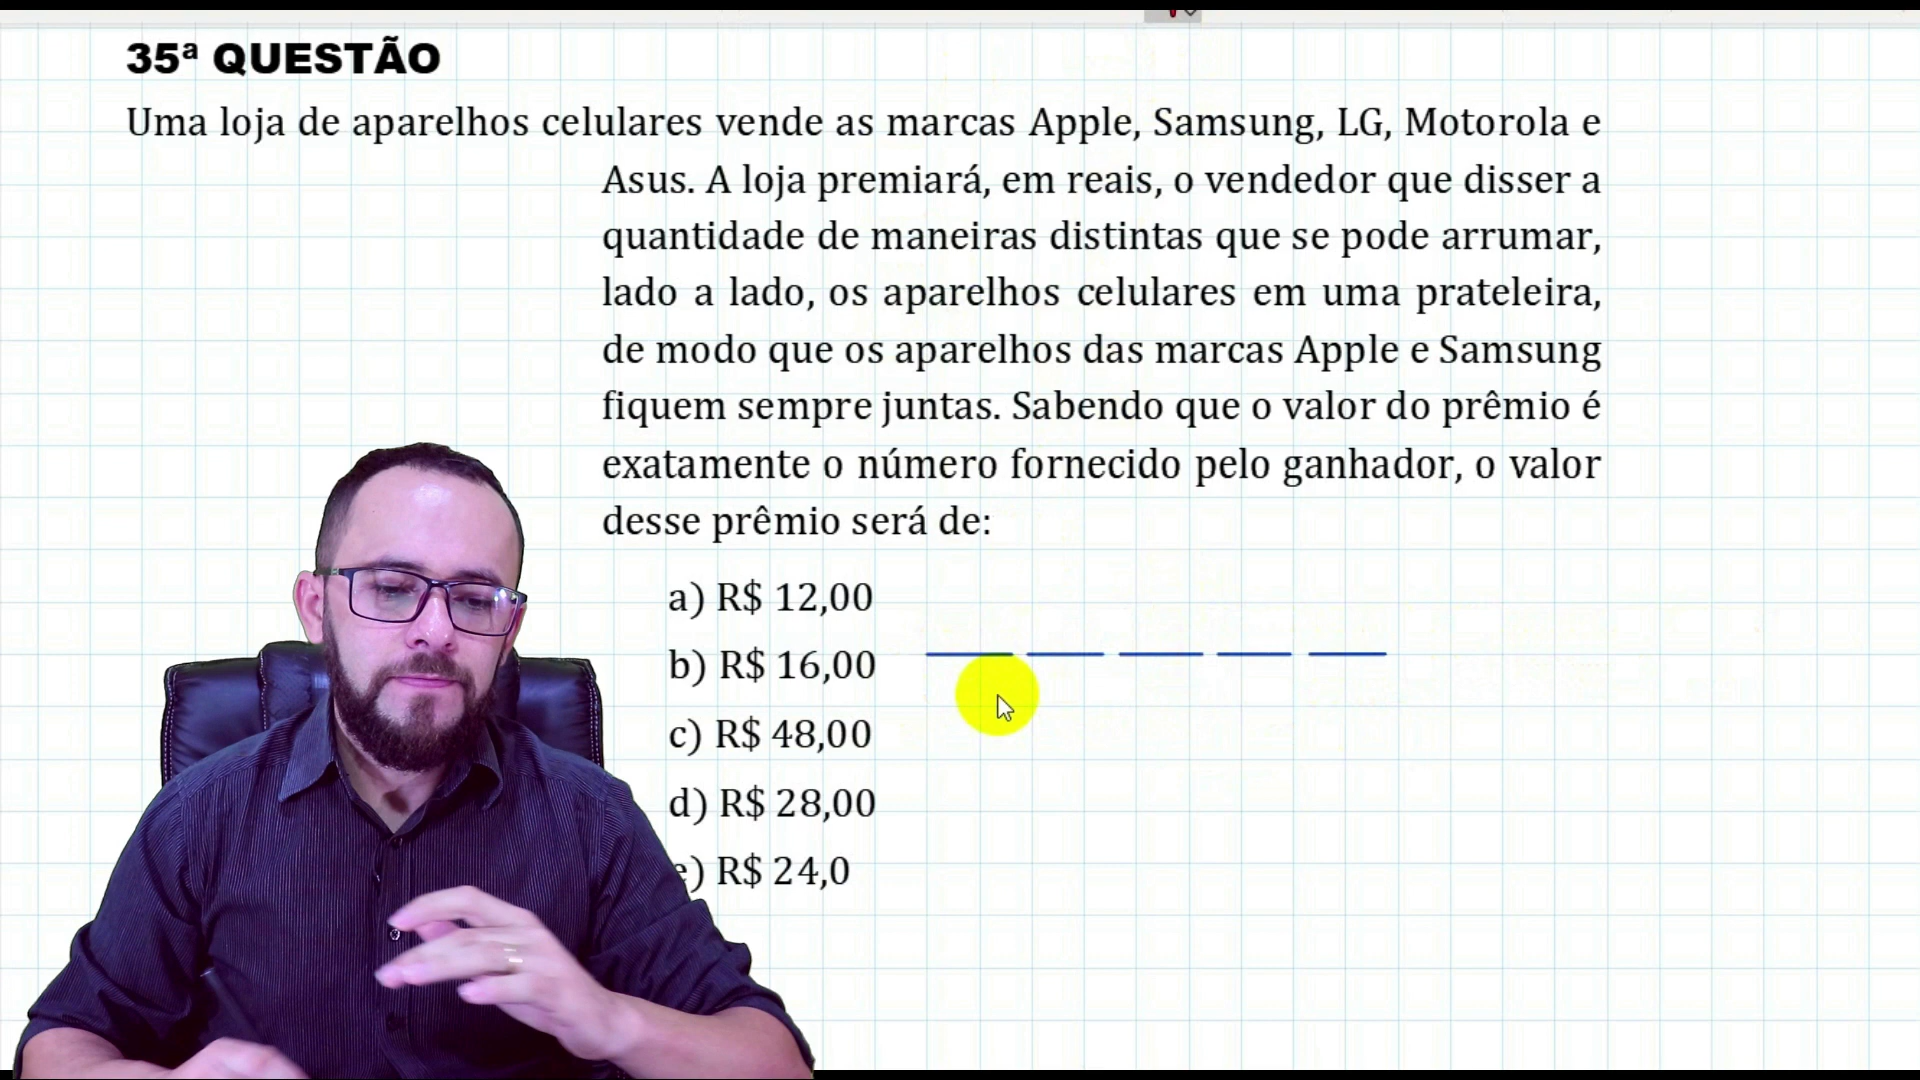 35ª QUESTÃO
Uma loja de aparelhos celulares vende as marcas Apple, Samsung, LG, Motorola e
Asus. A loja premiará, em reais, o vendedor que disser a
quantidade de maneiras distintas que se pode arrumar,
lado a lado, os aparelhos celulares em uma prateleira,
de modo que os aparelhos das marcas Apple e Samsung
fiquem sempre juntas. Sabendo que o valor do prêmio é
exatamente o número fornecido pelo ganhador, o valor
desse prêmio será de:
a) R$ 12,00
b) R$ 16,00
c) R$ 48,00
d) R$ 28,00
e) R$ 24,0